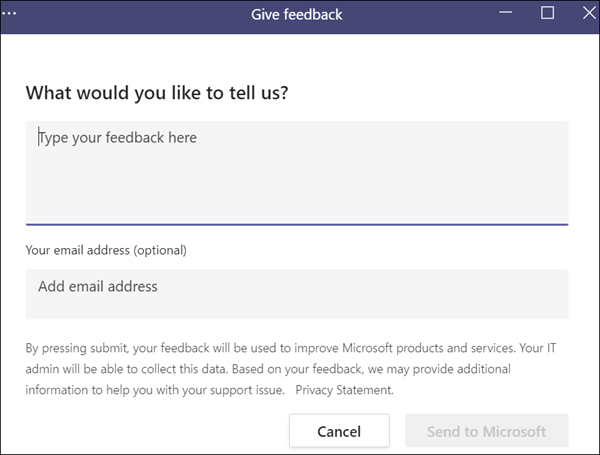 ...
Give feedback
What would you like to tell us?
Type your feedback here
Your email address (optional)
Add email address
By pressing submit, your feedback will be used to improve Microsoft products and services. Your IT
admin will be able to collect this data. Based on your feedback, we may provide additional
information to help you with your support issue. Privacy Statement.
Cancel
Send to Microsoft